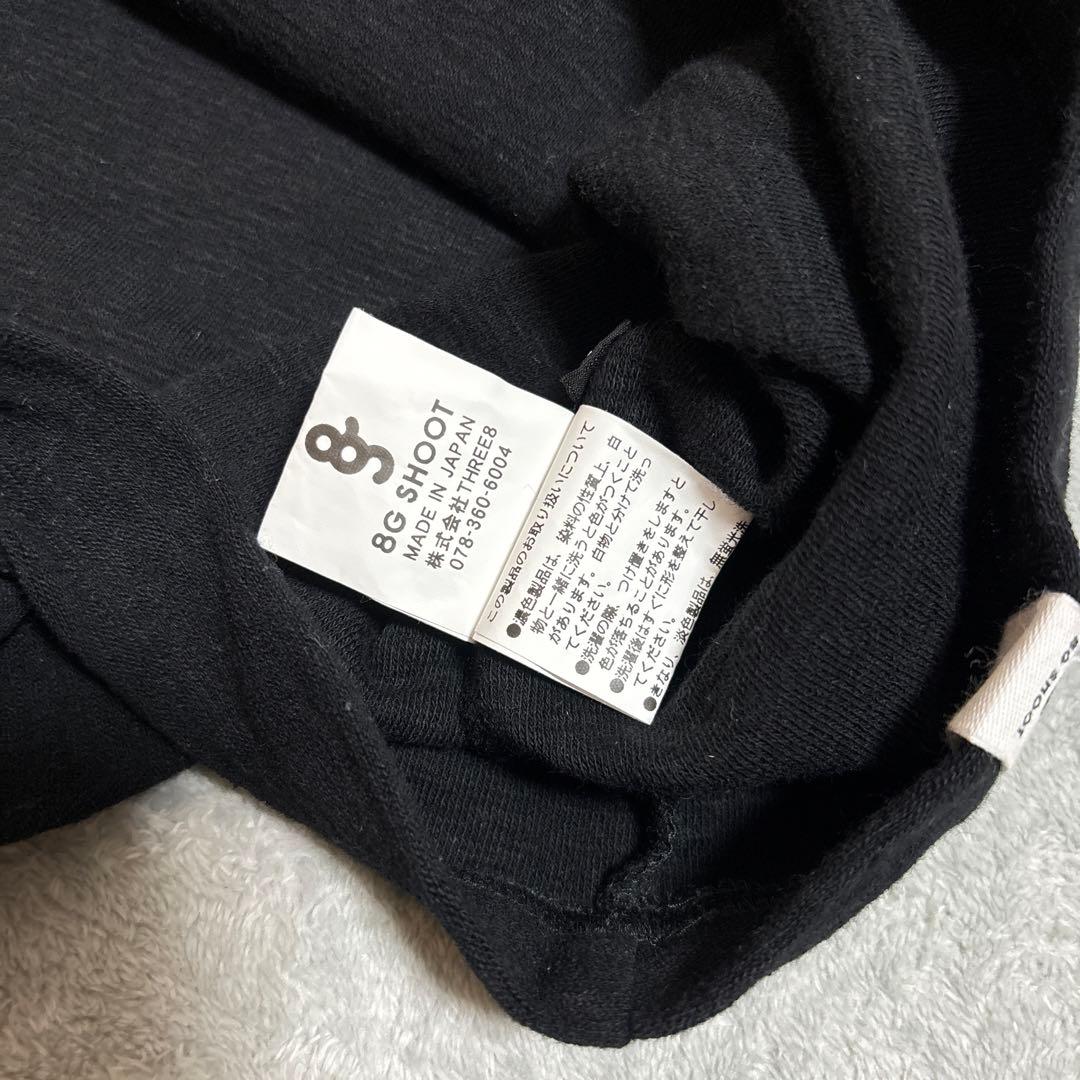 8G
8G SHOOT
MADE IN JAPAN
株式会社THREE8
078-360-6004
この製品のお取り扱いについて
●濃色製品は、染料の性質上、白
物と一緒に洗うと色がつくこと
があります。白物と分けて洗っ
てください。
●洗濯の際、つけ置きをしますと
色が落ちることがあります。
●洗濯後はすぐに形を整えて干し
てください。
●きなり、淡色製品は、無蛍光洗
8G SHOOT